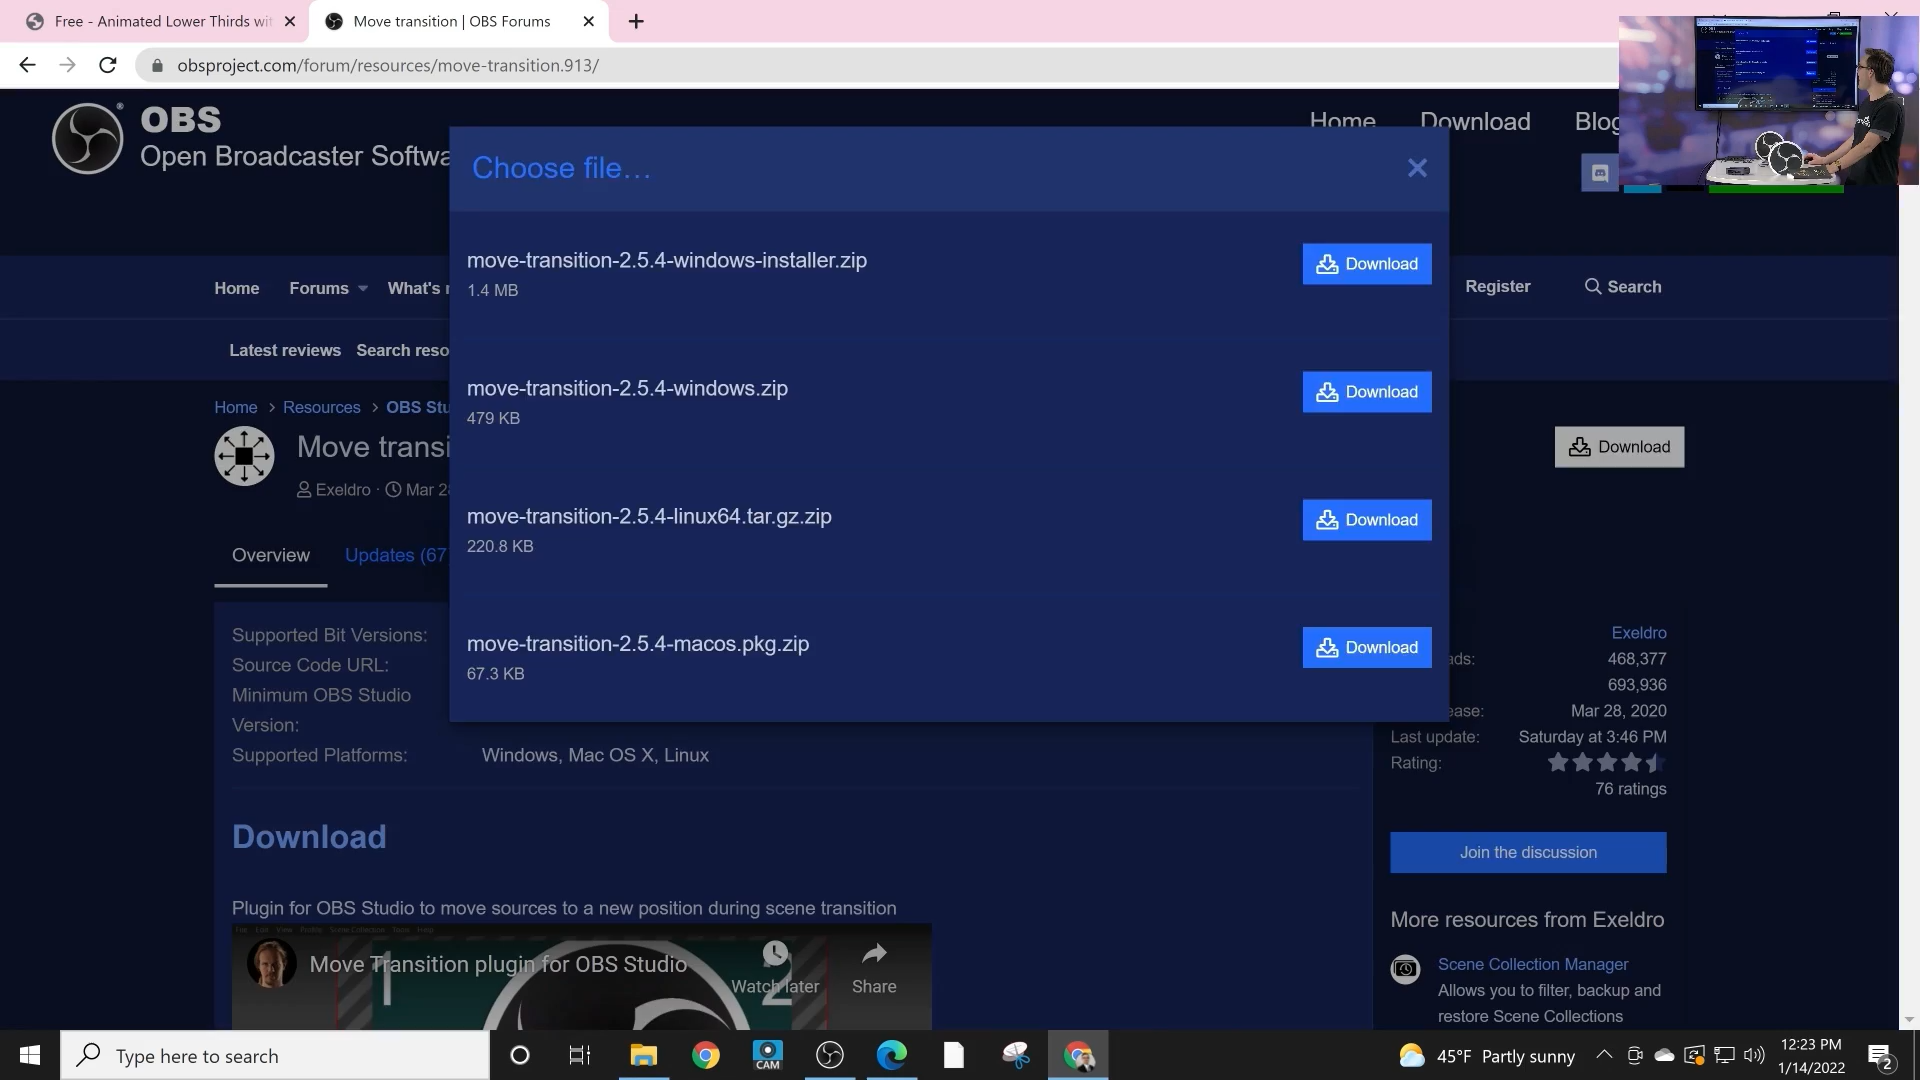 Free - Animated Lower Thirds wit
Move transition | OBS Forums
obsproject.com/forum/resources/move-transition.913/
OBS
Open Broadcaster Softwa
Home
Download
Blog
Choose file...
move-transition-2.5.4-windows-installer.zip
1.4 MB
Download
Home
Forums
What's n
Register
Search
Latest reviews
Search reso
move-transition-2.5.4-windows.zip
479 KB
Download
Home > Resources > OBS Stu
Move transi
Exeldro · Mar 28
Download
move-transition-2.5.4-linux64.tar.gz.zip
220.8 KB
Download
Overview
Updates (67)
move-transition-2.5.4-macos.pkg.zip
67.3 KB
Download
Supported Bit Versions:
Source Code URL:
Minimum OBS Studio
Version:
Supported Platforms:
Windows, Mac OS X, Linux
Exeldro
ads:
468,377
693,936
ease:
Mar 28, 2020
Last update:
Saturday at 3:46 PM
Rating:
76 ratings
Download
Join the discussion
Plugin for OBS Studio to move sources to a new position during scene transition
Move Transition plugin for OBS Studio
Watch later
Share
1
2
More resources from Exeldro
Scene Collection Manager
Allows you to filter, backup and
restore Scene Collections
Type here to search
CAM
45°F Partly sunny
12:23 PM
1/14/2022
2